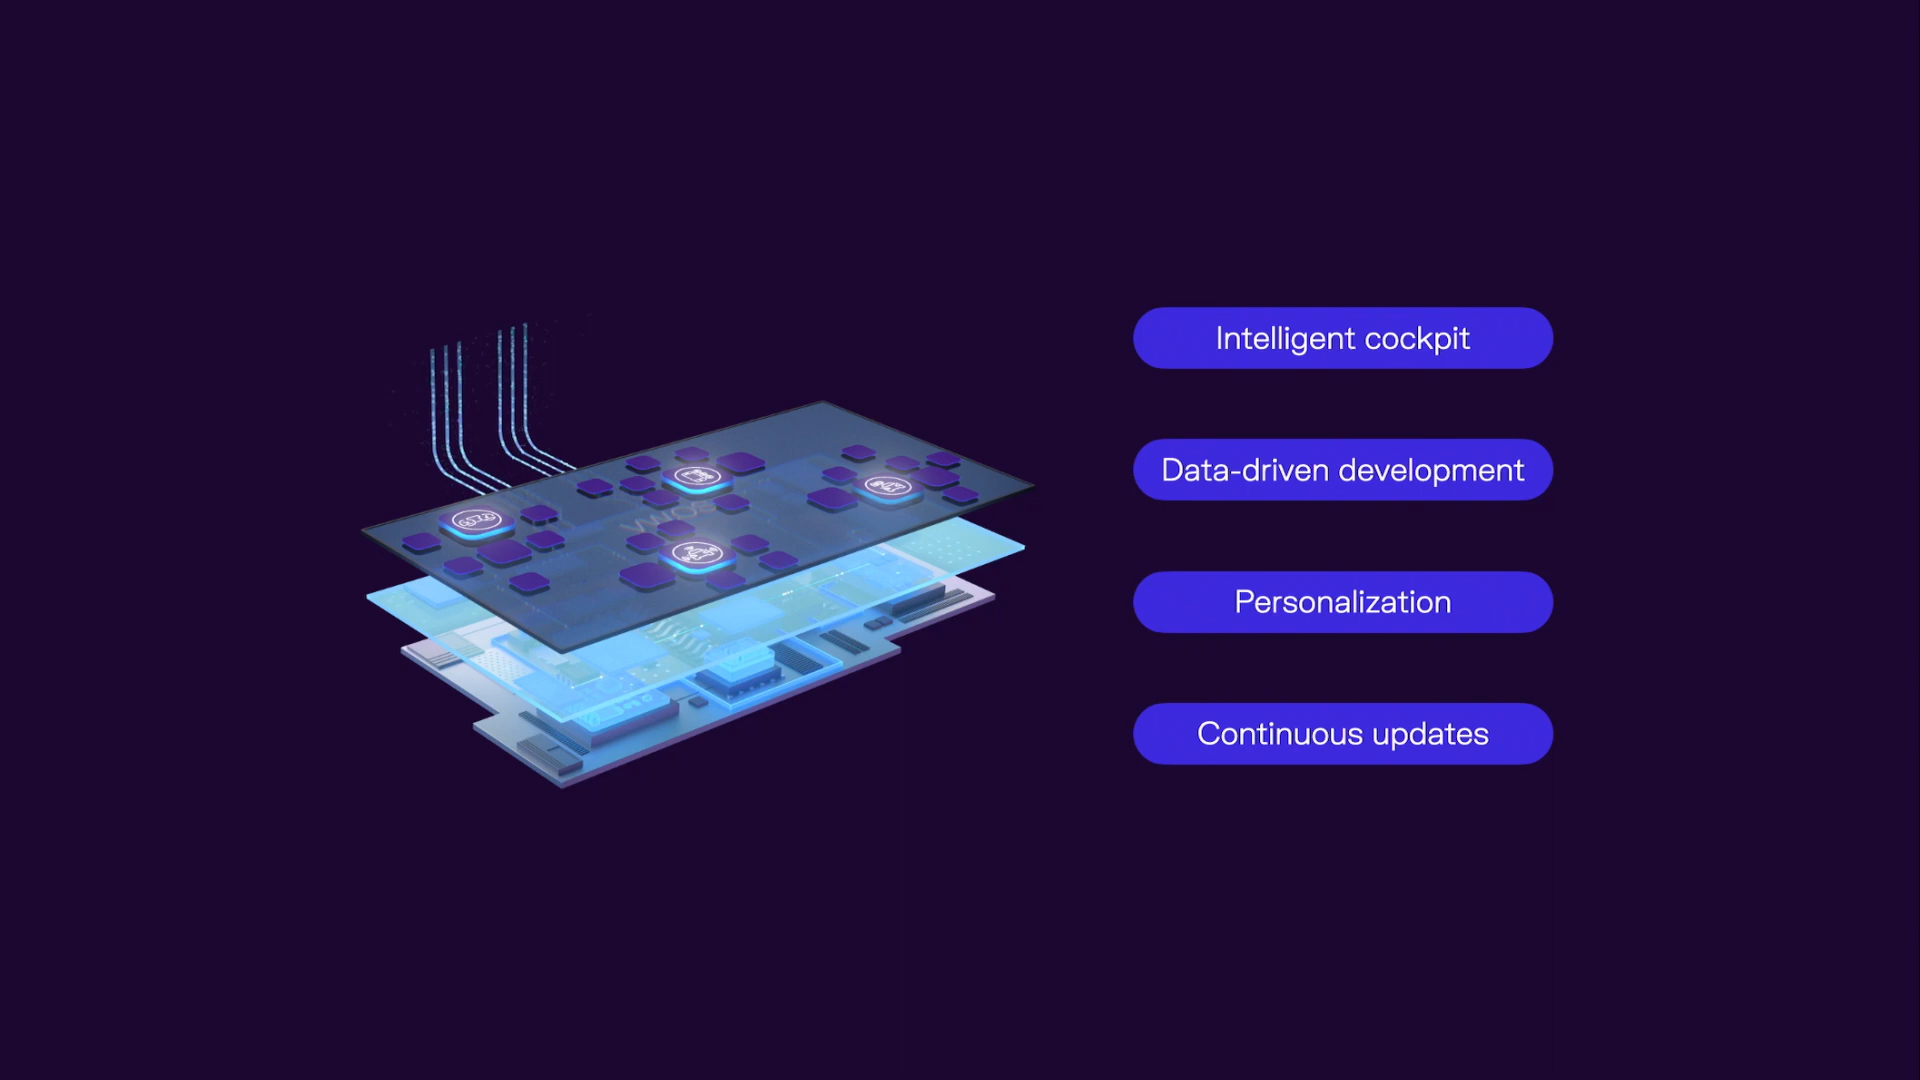 Intelligent cockpit
Data-driven development
Personalization
Continuous updates